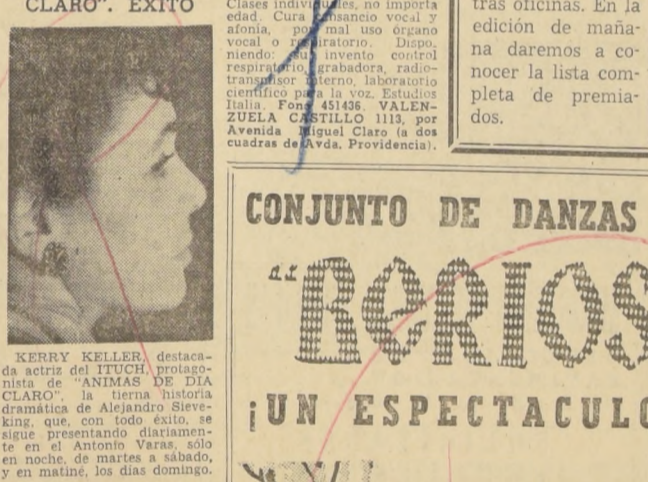 CLARO". EXITO
KERRY KELLER, destaca-
da actriz del ITUCH, protago-
nista de "ANIMAS DE DIA
CLARO", la tierna historia
dramática de Alejandro Sieve-
king, que, con todo éxito, se
sigue presentando diariamen-
te en el Antonio Varas, sólo
en noche, de martes a sábado,
y en matiné, los días domingo.
Clases individuales, no importa
edad. Cura cansancio vocal y
afonía, por mal uso órgano
vocal o respiratorio. Dispo-
niendo: su invento control
respiratorio, grabadora, radio-
transmisor interno, laboratorio
científico para la voz. Estudios
Italia. Fono 451436. VALEN-
ZUELA CASTILLO 1113, por
Avenida Miguel Claro (a dos
cuadras de Avda. Providencia).
tras oficinas. En la
edición de maña-
na daremos a co-
nocer la lista com-
pleta de premia-
dos.
CONJUNTO DE DANZAS
"BERIOS
¡UN ESPECTACULO